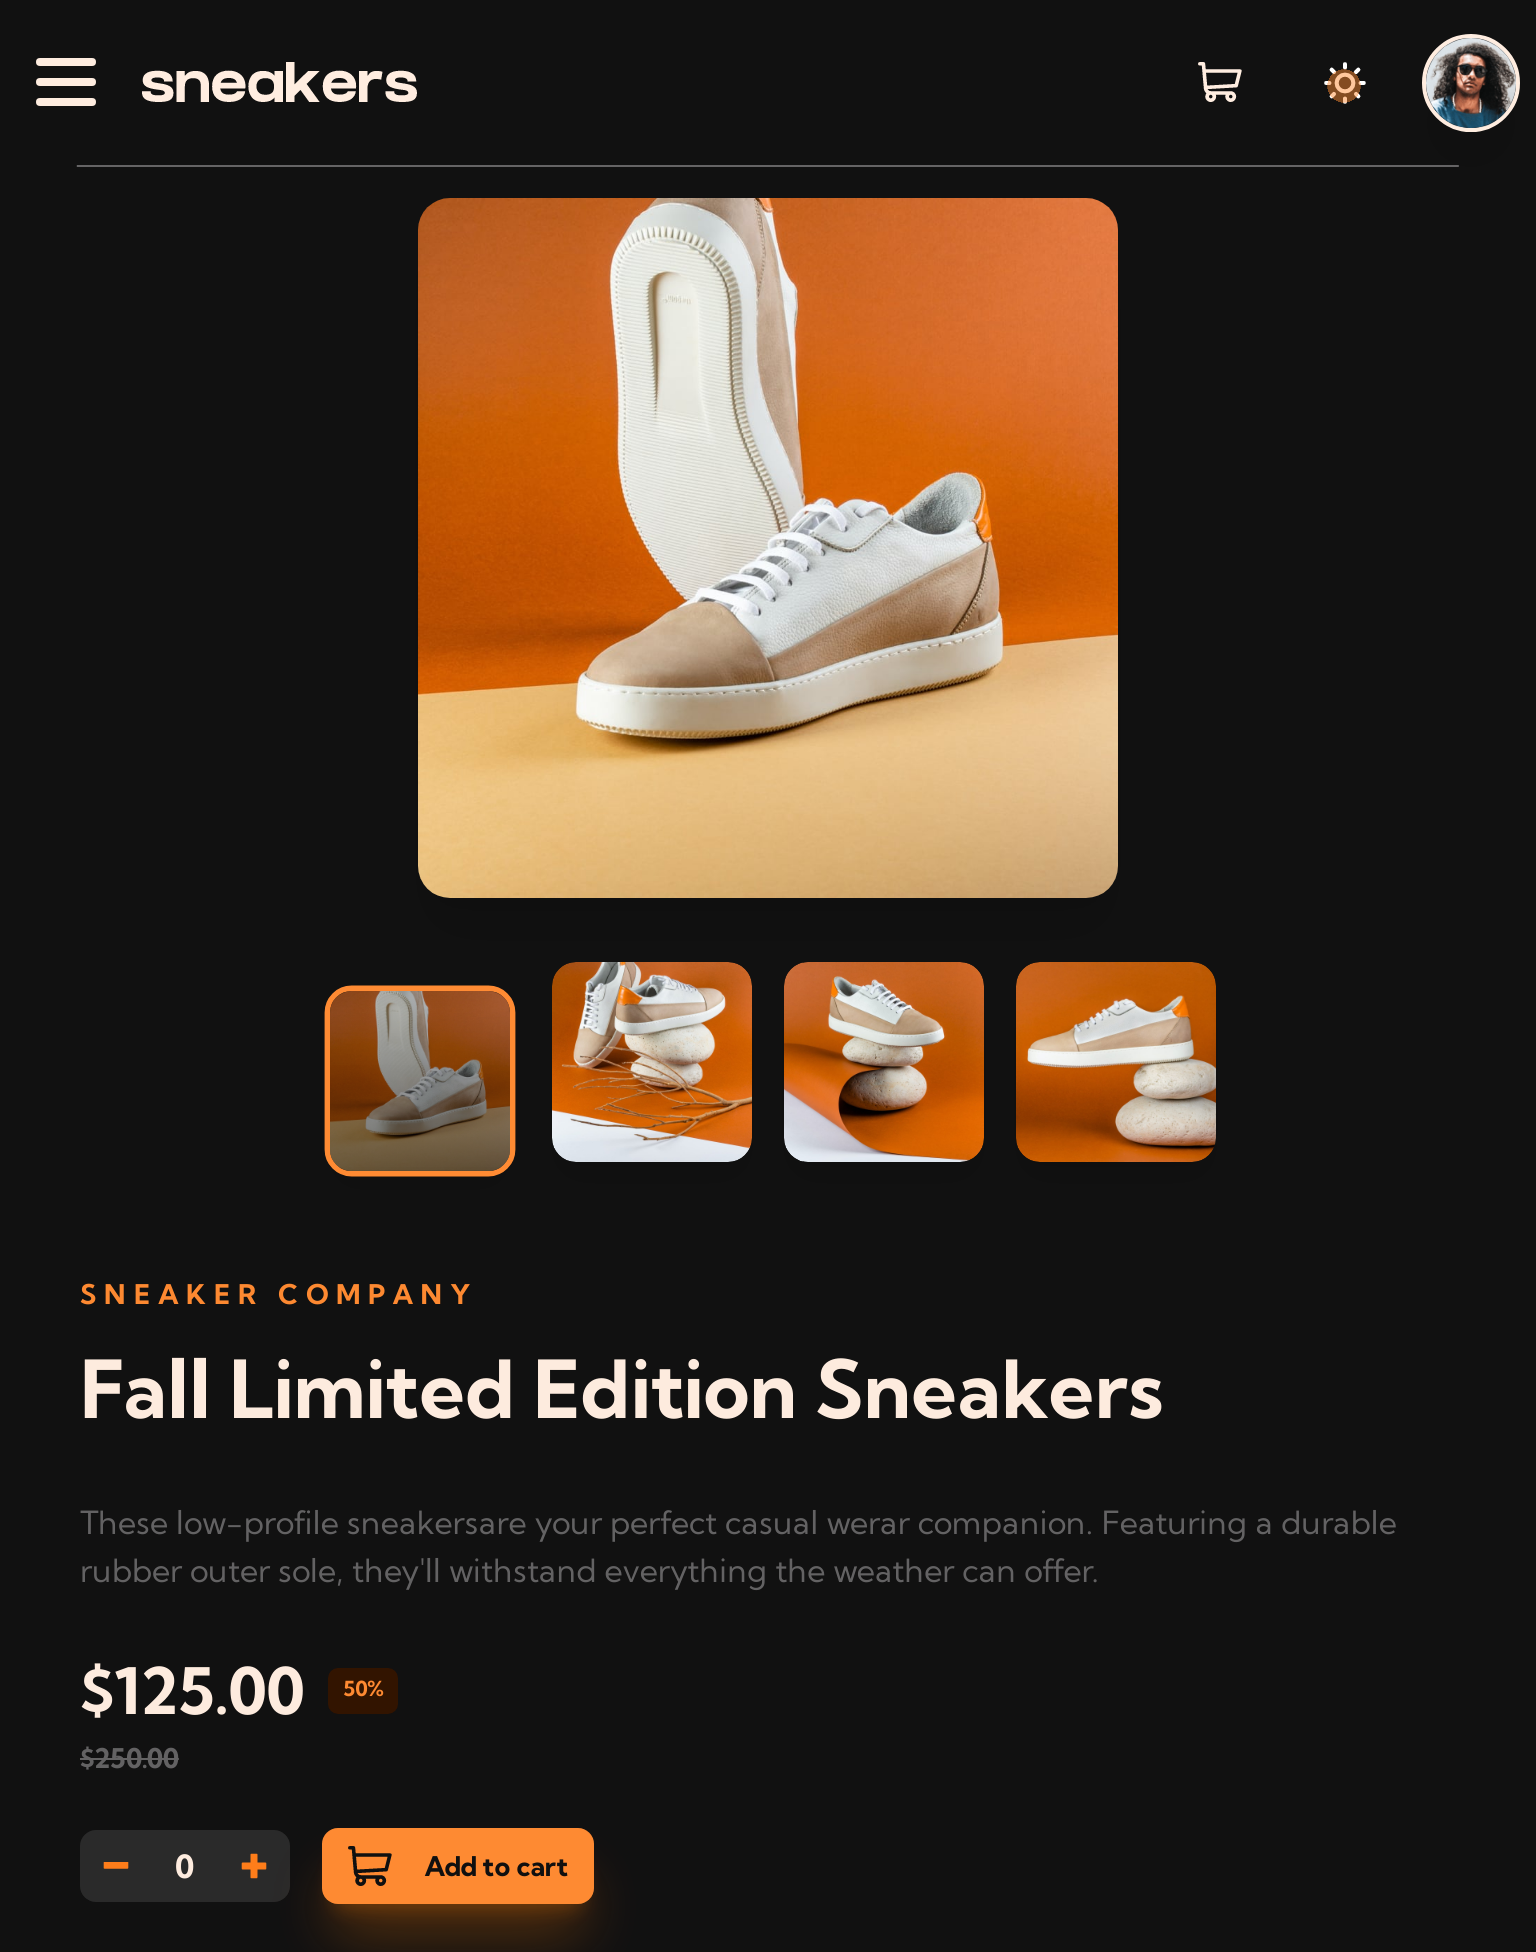 sneakers
SNEAKER COMPANY
Fall Limited Edition Sneakers
These low-profile sneakersare your perfect casual werar companion. Featuring a durable
rubber outer sole, they'll withstand everything the weather can offer.
$125.00 50%
$250.00
0 Add to cart